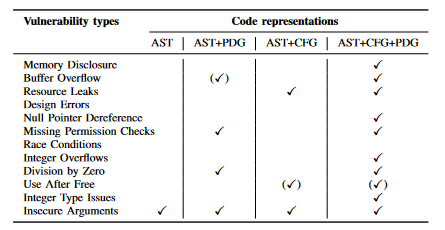 Vulnerability types Code representations
AST AST+PDG AST+CFG AST+CFG+PDG
Memory Disclosure ✓
Buffer Overflow (✓) ✓
Resource Leaks ✓ ✓
Design Errors
Null Pointer Dereference ✓
Missing Permission Checks ✓ ✓
Race Conditions
Integer Overflows ✓
Division by Zero ✓ ✓
Use After Free (✓) (✓)
Integer Type Issues ✓
Insecure Arguments ✓ ✓ ✓ ✓